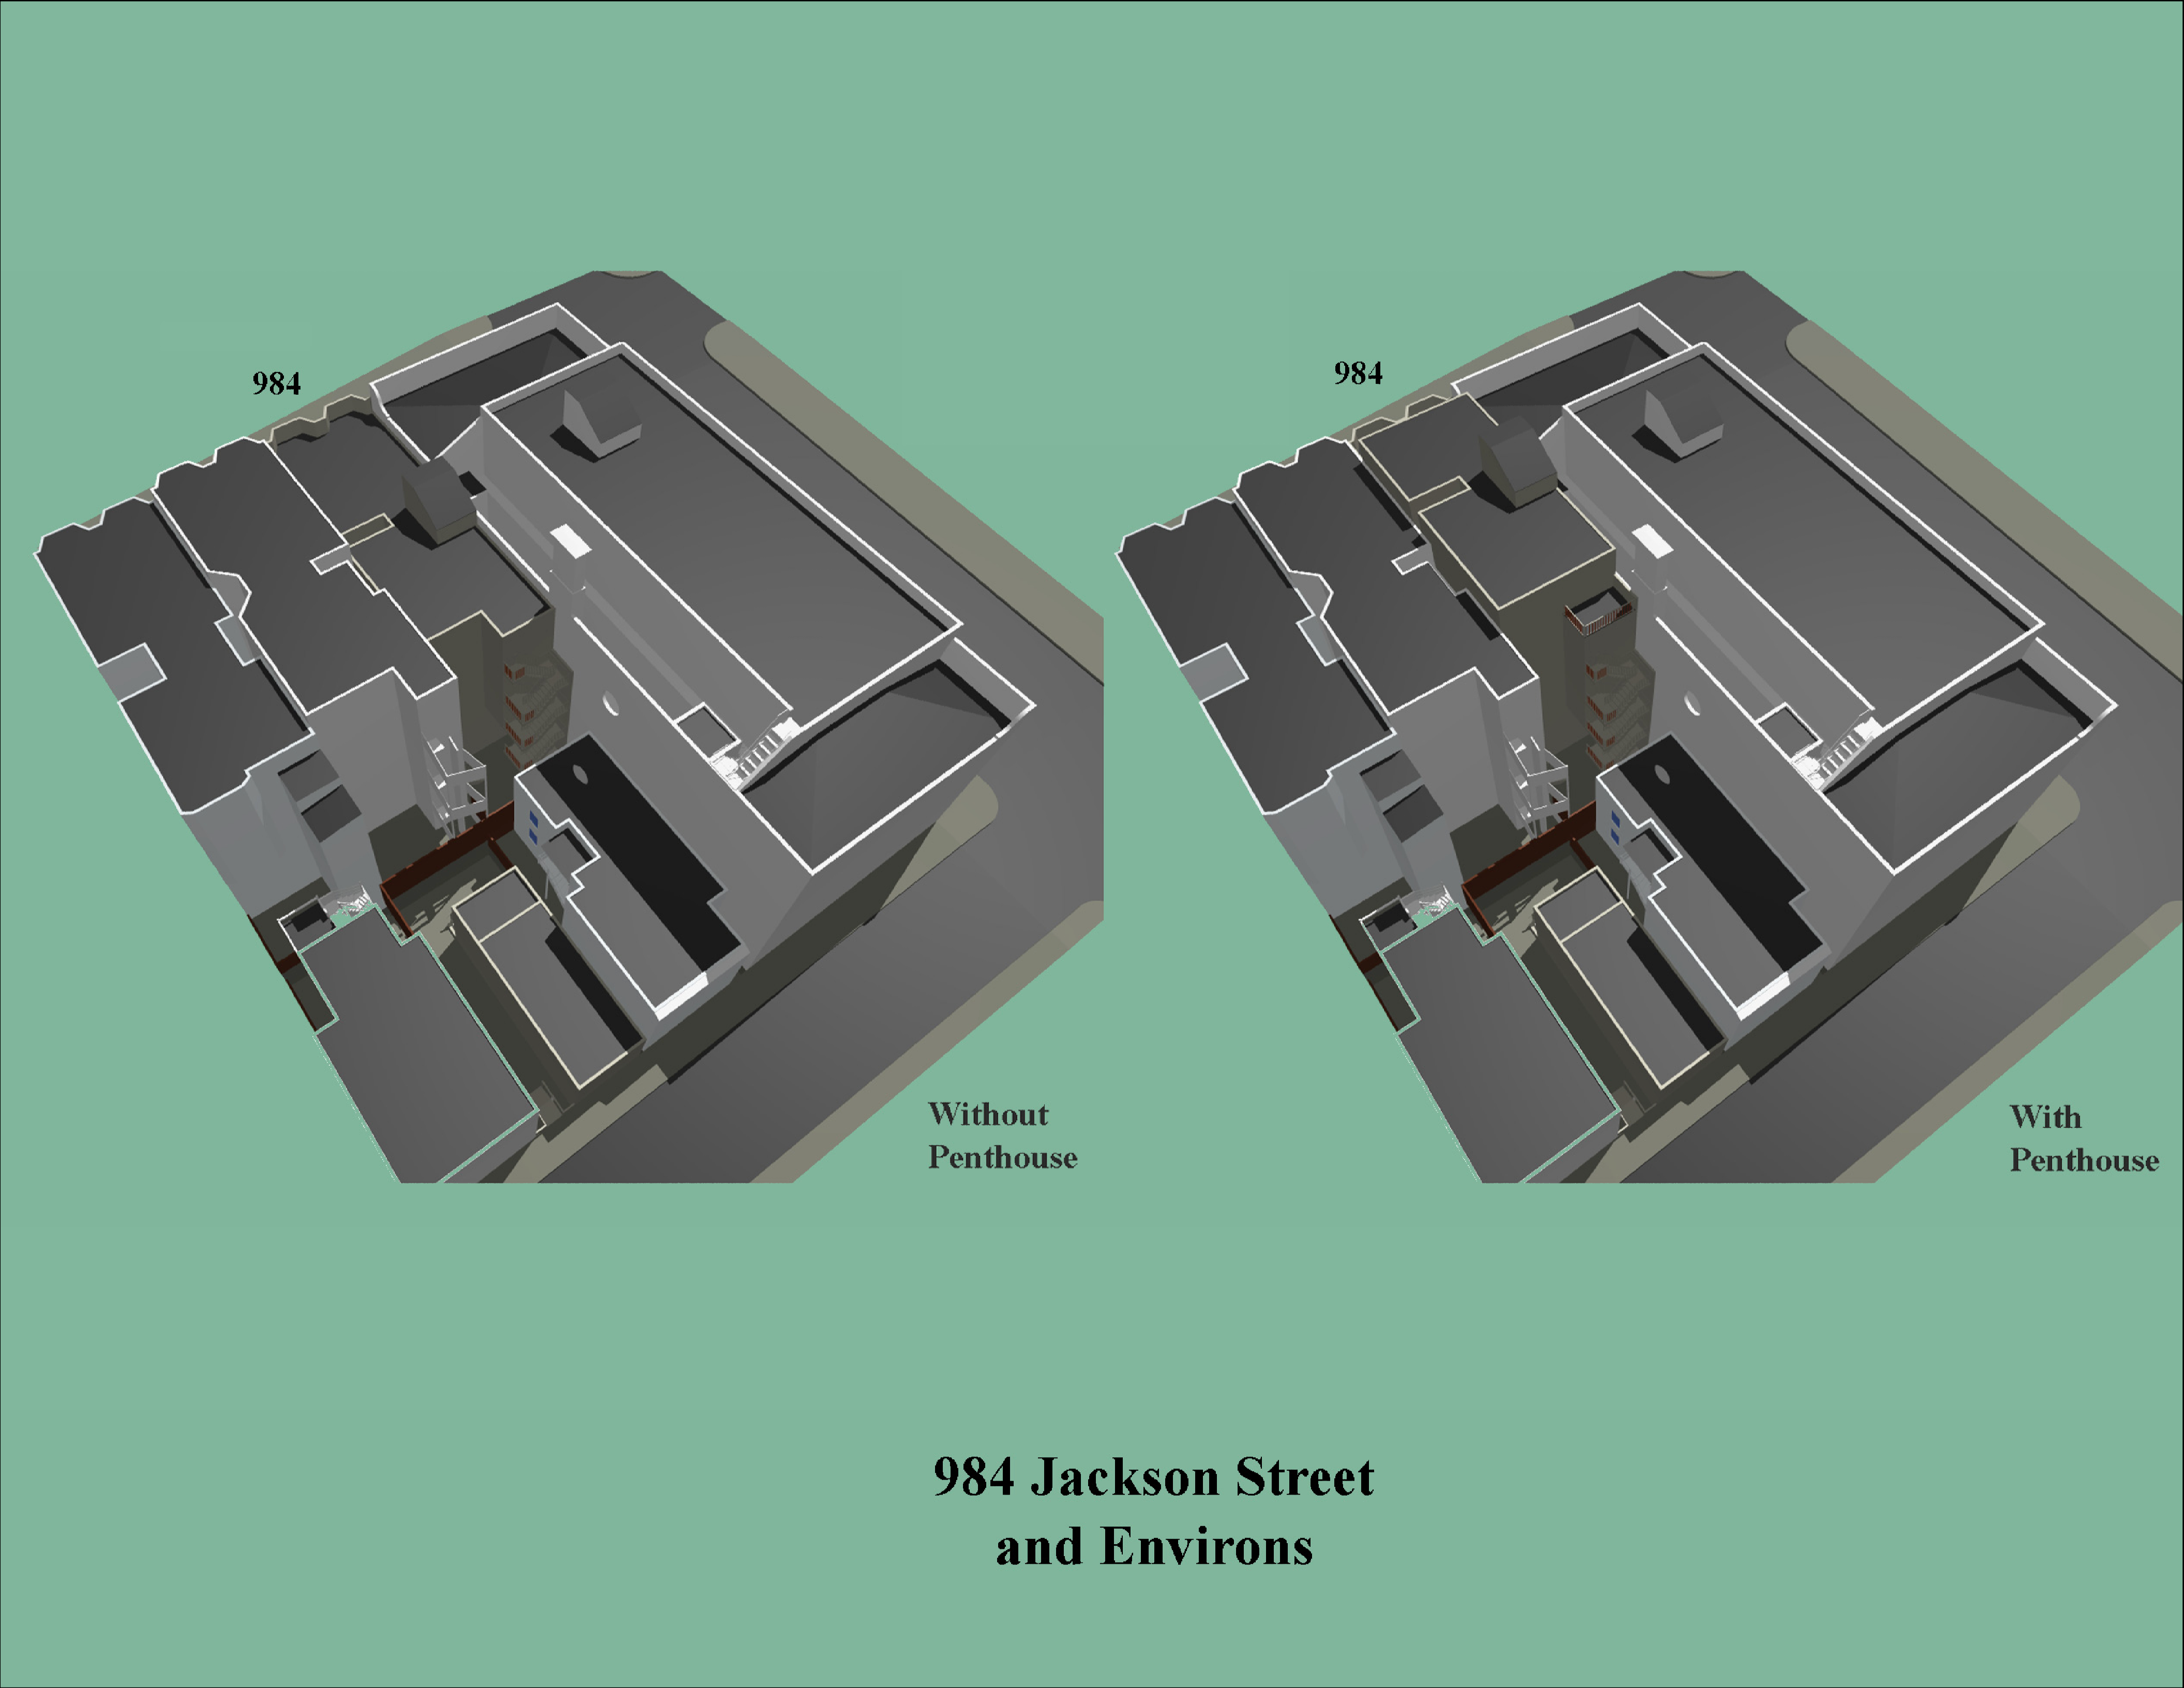 984
984
Without
Penthouse
With
Penthouse
984 Jackson Street
and Environs